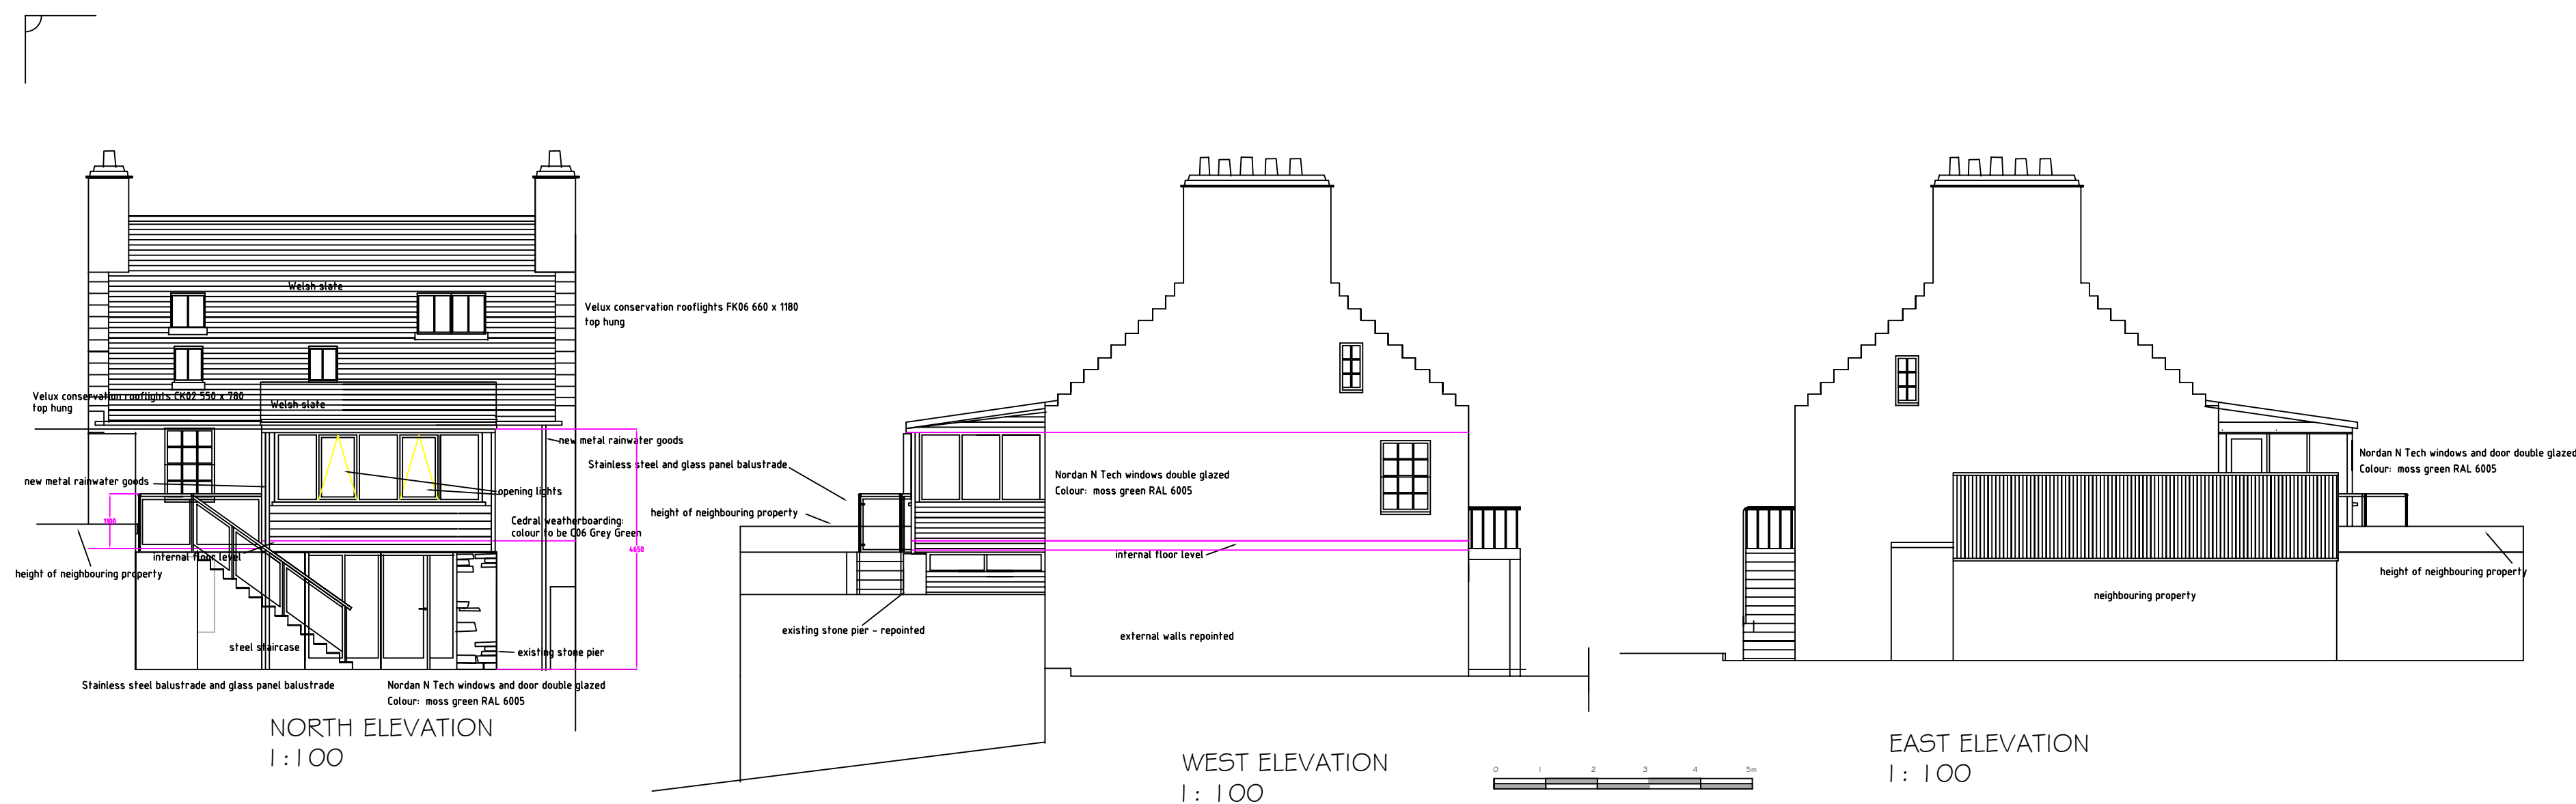 Welsh slate
Velux conservation rooflights FK06 660 x 1180
top hung
Velux conservation rooflights CK02 550 x 780
top hung
Welsh slate
new metal rainwater goods
new metal rainwater goods
opening lights
1100
Cedral weatherboarding:
colour to be C06 Grey Green
4650
internal floor level
height of neighbouring property
steel staircase
existing stone pier
Stainless steel balustrade and glass panel balustrade
Nordan N Tech windows and door double glazed
Colour: moss green RAL 6005
NORTH ELEVATION
1:100
Stainless steel and glass panel balustrade
Nordan N Tech windows double glazed
Colour: moss green RAL 6005
height of neighbouring property
internal floor level
existing stone pier - repointed
external walls repointed
WEST ELEVATION
1: 100
0 1 2 3 4 5m
Nordan N Tech windows and door double glazed
Colour: moss green RAL 6005
height of neighbouring property
neighbouring property
EAST ELEVATION
1: 100